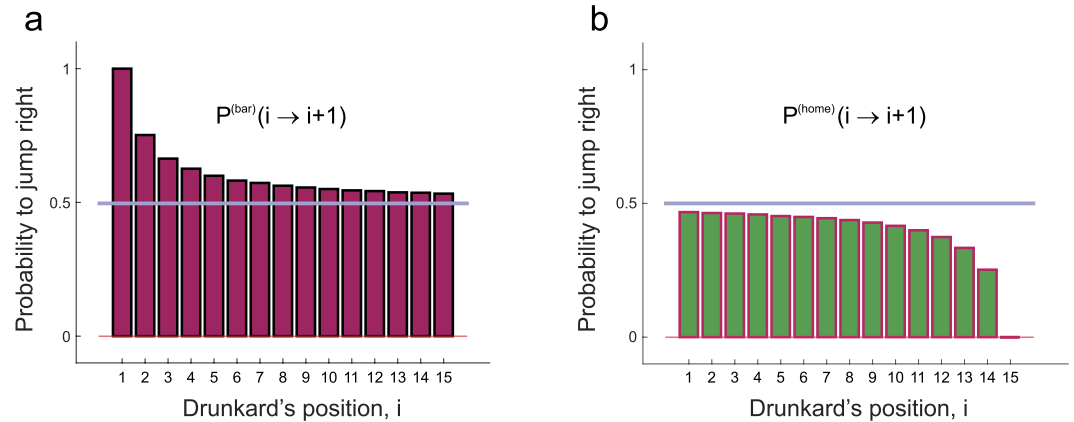 a
Probability to jump right
1
0.5
0
P(bar)(i → i+1)
1 2 3 4 5 6 7 8 9 10 11 12 13 14 15
Drunkard's position, i
b
Probability to jump right
1
0.5
0
P(home)(i → i+1)
1 2 3 4 5 6 7 8 9 10 11 12 13 14 15
Drunkard's position, i